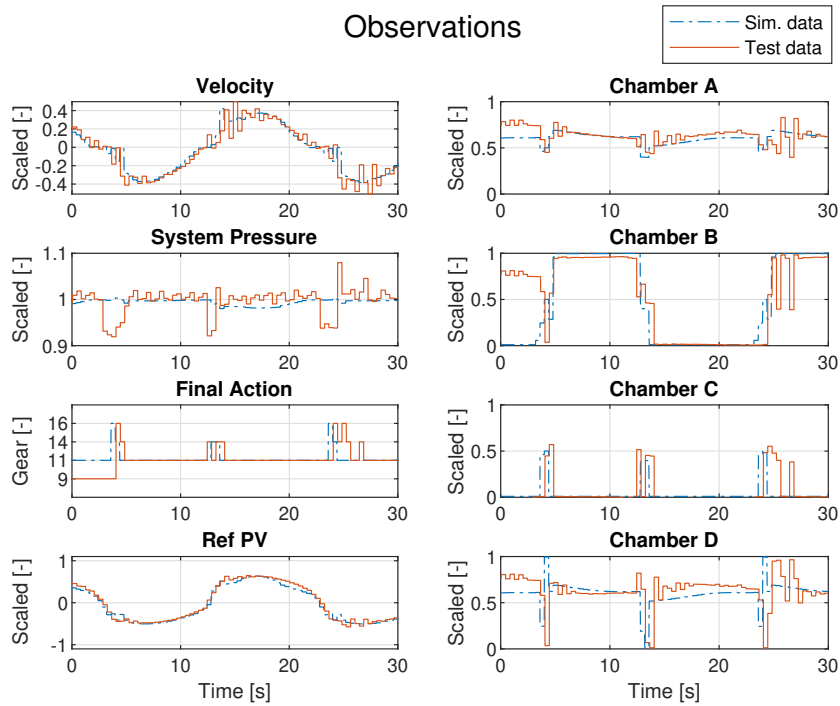 Observations
Sim. data
Test data
Velocity
Scaled [-]
0.4
0.2
0
-0.2
-0.4
0 10 20 30
Chamber A
Scaled [-]
1
0.5
0
0 10 20 30
System Pressure
Scaled [-]
1.1
1
0.9
0 10 20 30
Chamber B
Scaled [-]
1
0.5
0
0 10 20 30
Final Action
Gear [-]
16
14
11
9
0 10 20 30
Chamber C
Scaled [-]
1
0.5
0
0 10 20 30
Ref PV
Scaled [-]
1
0
-1
0 10 20 30
Time [s]
Chamber D
Scaled [-]
1
0.5
0
0 10 20 30
Time [s]